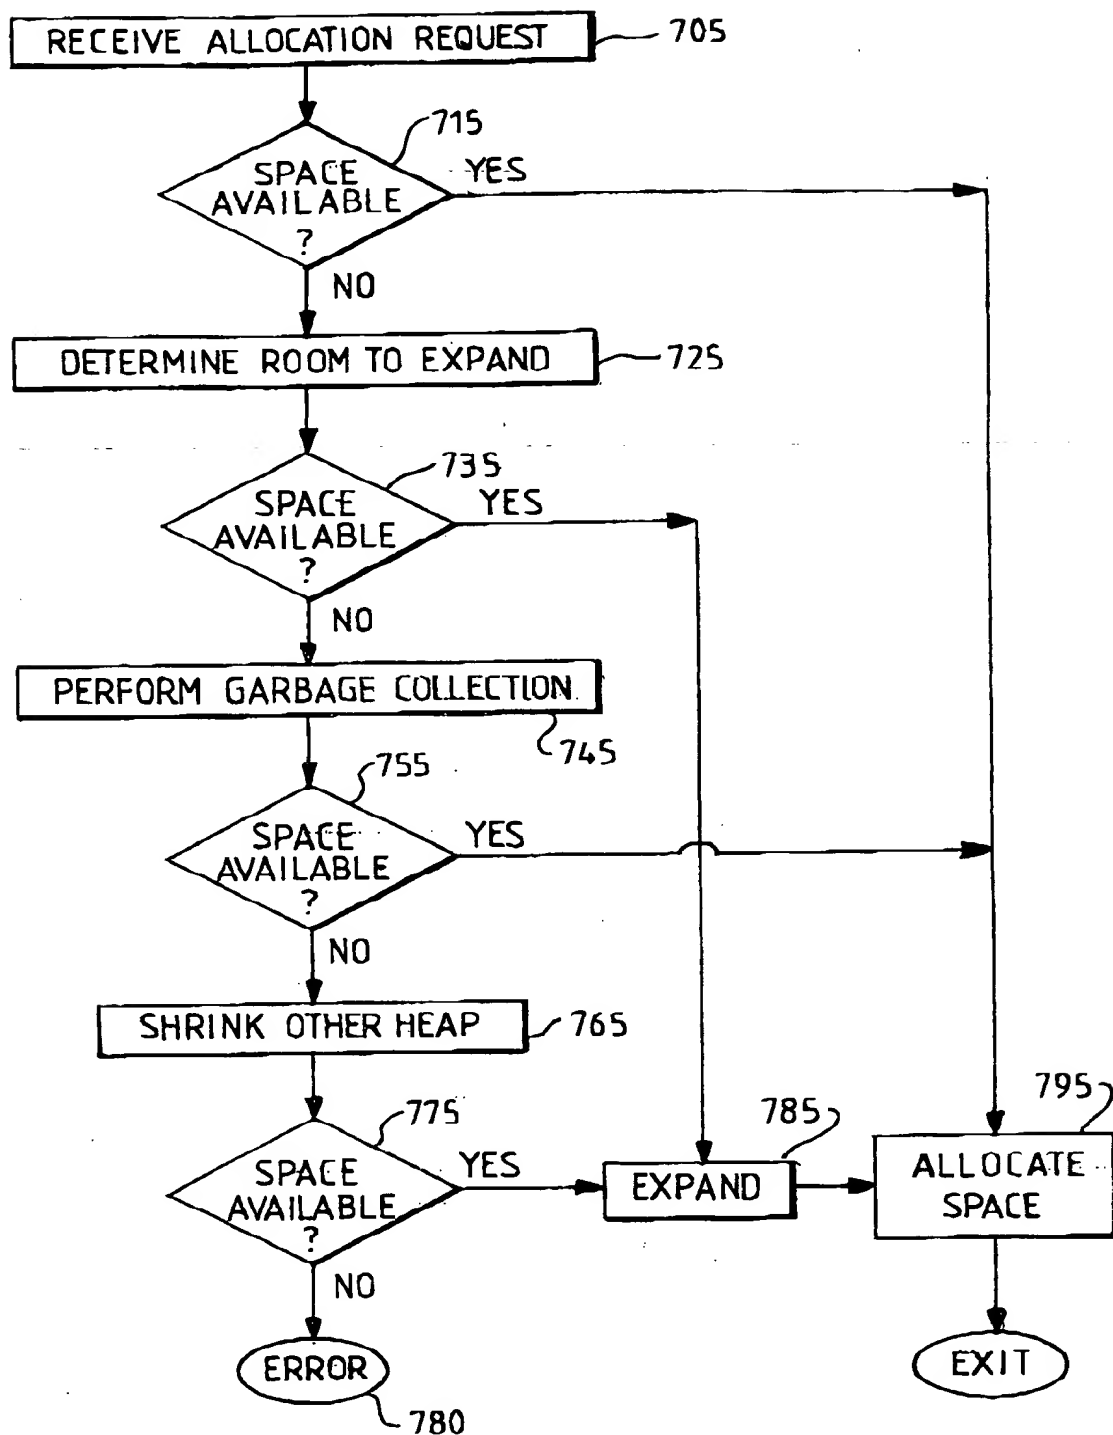 RECEIVE ALLOCATION REQUEST
705
715
SPACE
AVAILABLE
?
YES
NO
DETERMINE ROOM TO EXPAND
725
735
SPACE
AVAILABLE
?
YES
NO
PERFORM GARBAGE COLLECTION
745
755
SPACE
AVAILABLE
?
YES
NO
SHRINK OTHER HEAP
765
775
SPACE
AVAILABLE
?
YES
NO
785
EXPAND
795
ALLOCATE
SPACE
ERROR
780
EXIT